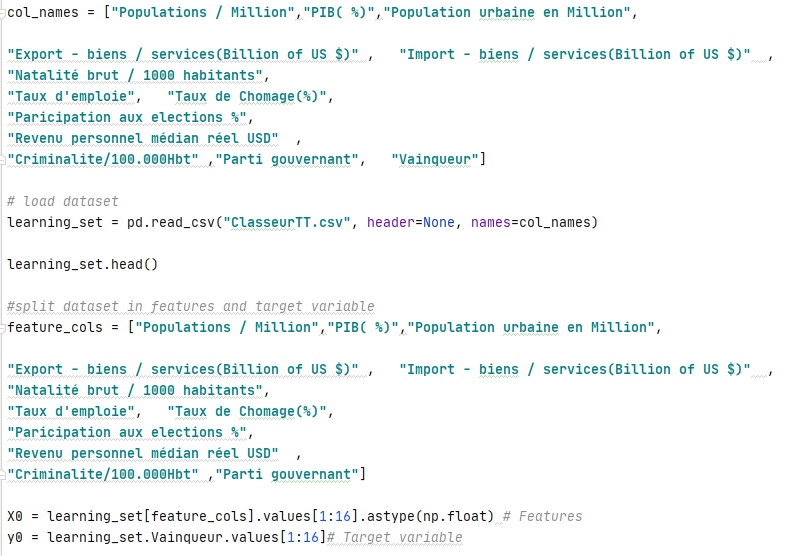 col_names = ["Populations / Million","PIB( %)","Population urbaine en Million",
"Export - biens / services(Billion of US $)" ,   "Import - biens / services(Billion of US $)"  ,
"Natalité brut / 1000 habitants",
"Taux d'emploie",   "Taux de Chomage(%)",
"Paricipation aux elections %",
"Revenu personnel médian réel USD"  ,
"Criminalite/100.000Hbt" ,"Parti gouvernant",   "Vainqueur"]
# load dataset
learning_set = pd.read_csv("ClasseurTT.csv", header=None, names=col_names)
learning_set.head()
#split dataset in features and target variable
feature_cols = ["Populations / Million","PIB( %)","Population urbaine en Million",
"Export - biens / services(Billion of US $)" ,   "Import - biens / services(Billion of US $)"  ,
"Natalité brut / 1000 habitants",
"Taux d'emploie",   "Taux de Chomage(%)",
"Paricipation aux elections %",
"Revenu personnel médian réel USD"  ,
"Criminalite/100.000Hbt" ,"Parti gouvernant"]
X0 = learning_set[feature_cols].values[1:16].astype(np.float) # Features
y0 = learning_set.Vainqueur.values[1:16]# Target variable